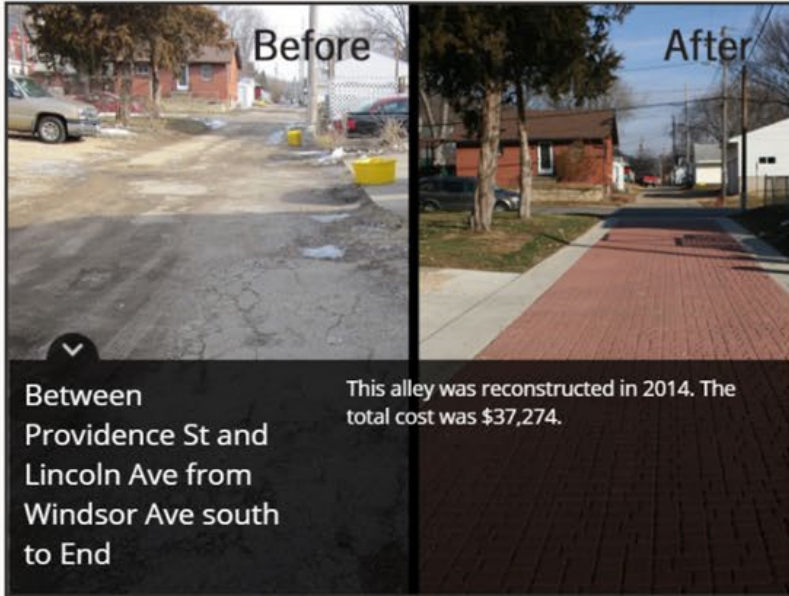 Before
After
Between
Providence St and
Lincoln Ave from
Windsor Ave south
to End
This alley was reconstructed in 2014. The
total cost was $37,274.